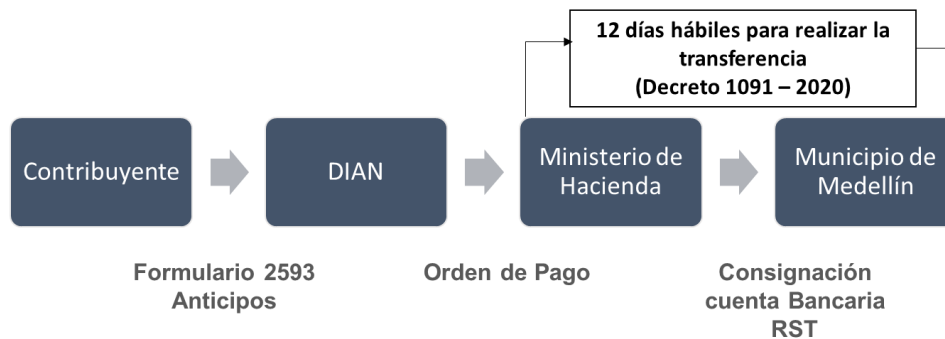 12 días hábiles para realizar la
transferencia
(Decreto 1091 – 2020)
Contribuyente
DIAN
Ministerio de
Hacienda
Municipio de
Medellín
Formulario 2593
Anticipos
Orden de Pago
Consignación
cuenta Bancaria
RST